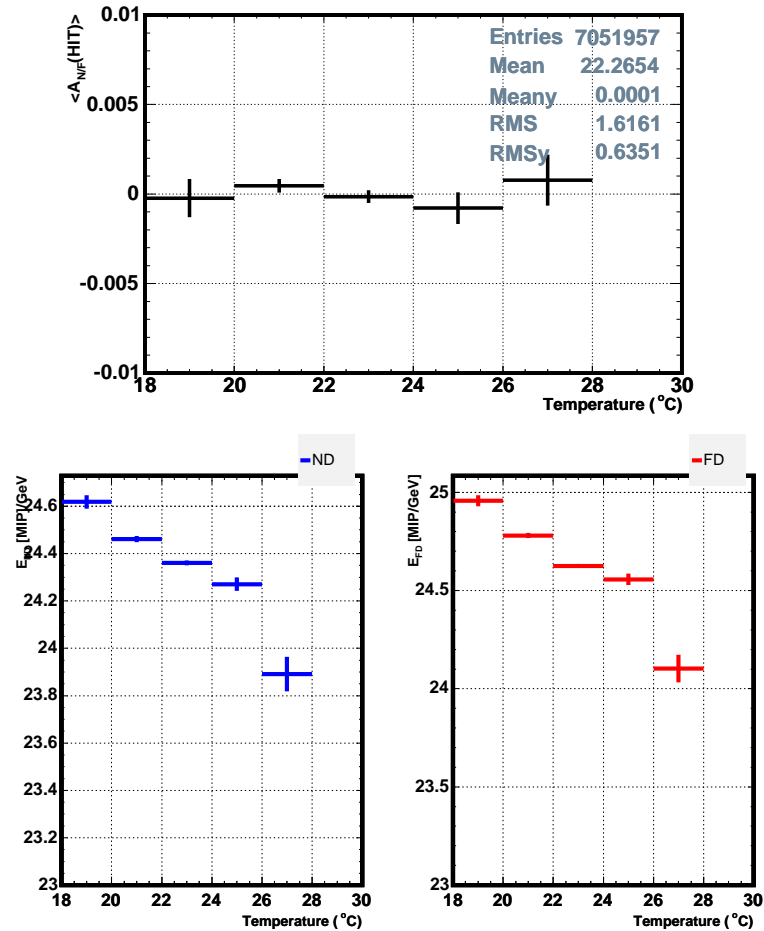 <A_N/F(HIT)>
0.01
0.005
0
-0.005
-0.01
Entries 7051957
Mean 22.2654
Meany 0.0001
RMS 1.6161
RMSy 0.6351
18 20 22 24 26 28 30
Temperature (°C)
ND
[MIP]/GeV
24.6
24.4
24.2
24
23.8
23.6
23.4
23.2
23
18 20 22 24 26 28 30
Temperature (°C)
FD
E_FD [MIP/GeV]
25
24.5
24
23.5
23
18 20 22 24 26 28 30
Temperature (°C)